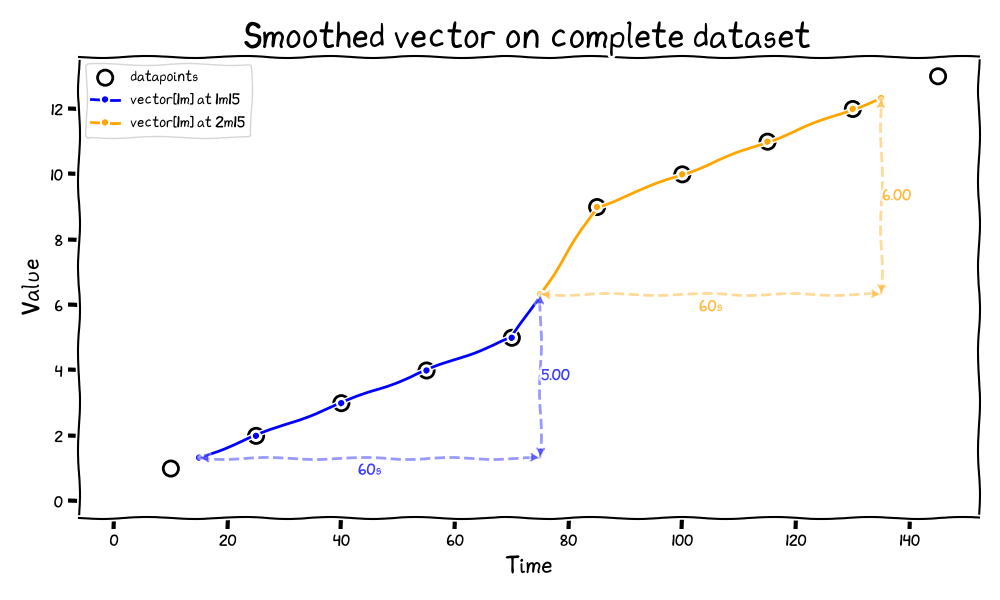 Smoothed vector on complete dataset
datapoints
vector[1m] at 1m15
vector[1m] at 2m15
Value
12
10
8
6
4
2
0
6.00
60s
5.00
60s
0
20
40
60
80
100
120
140
Time